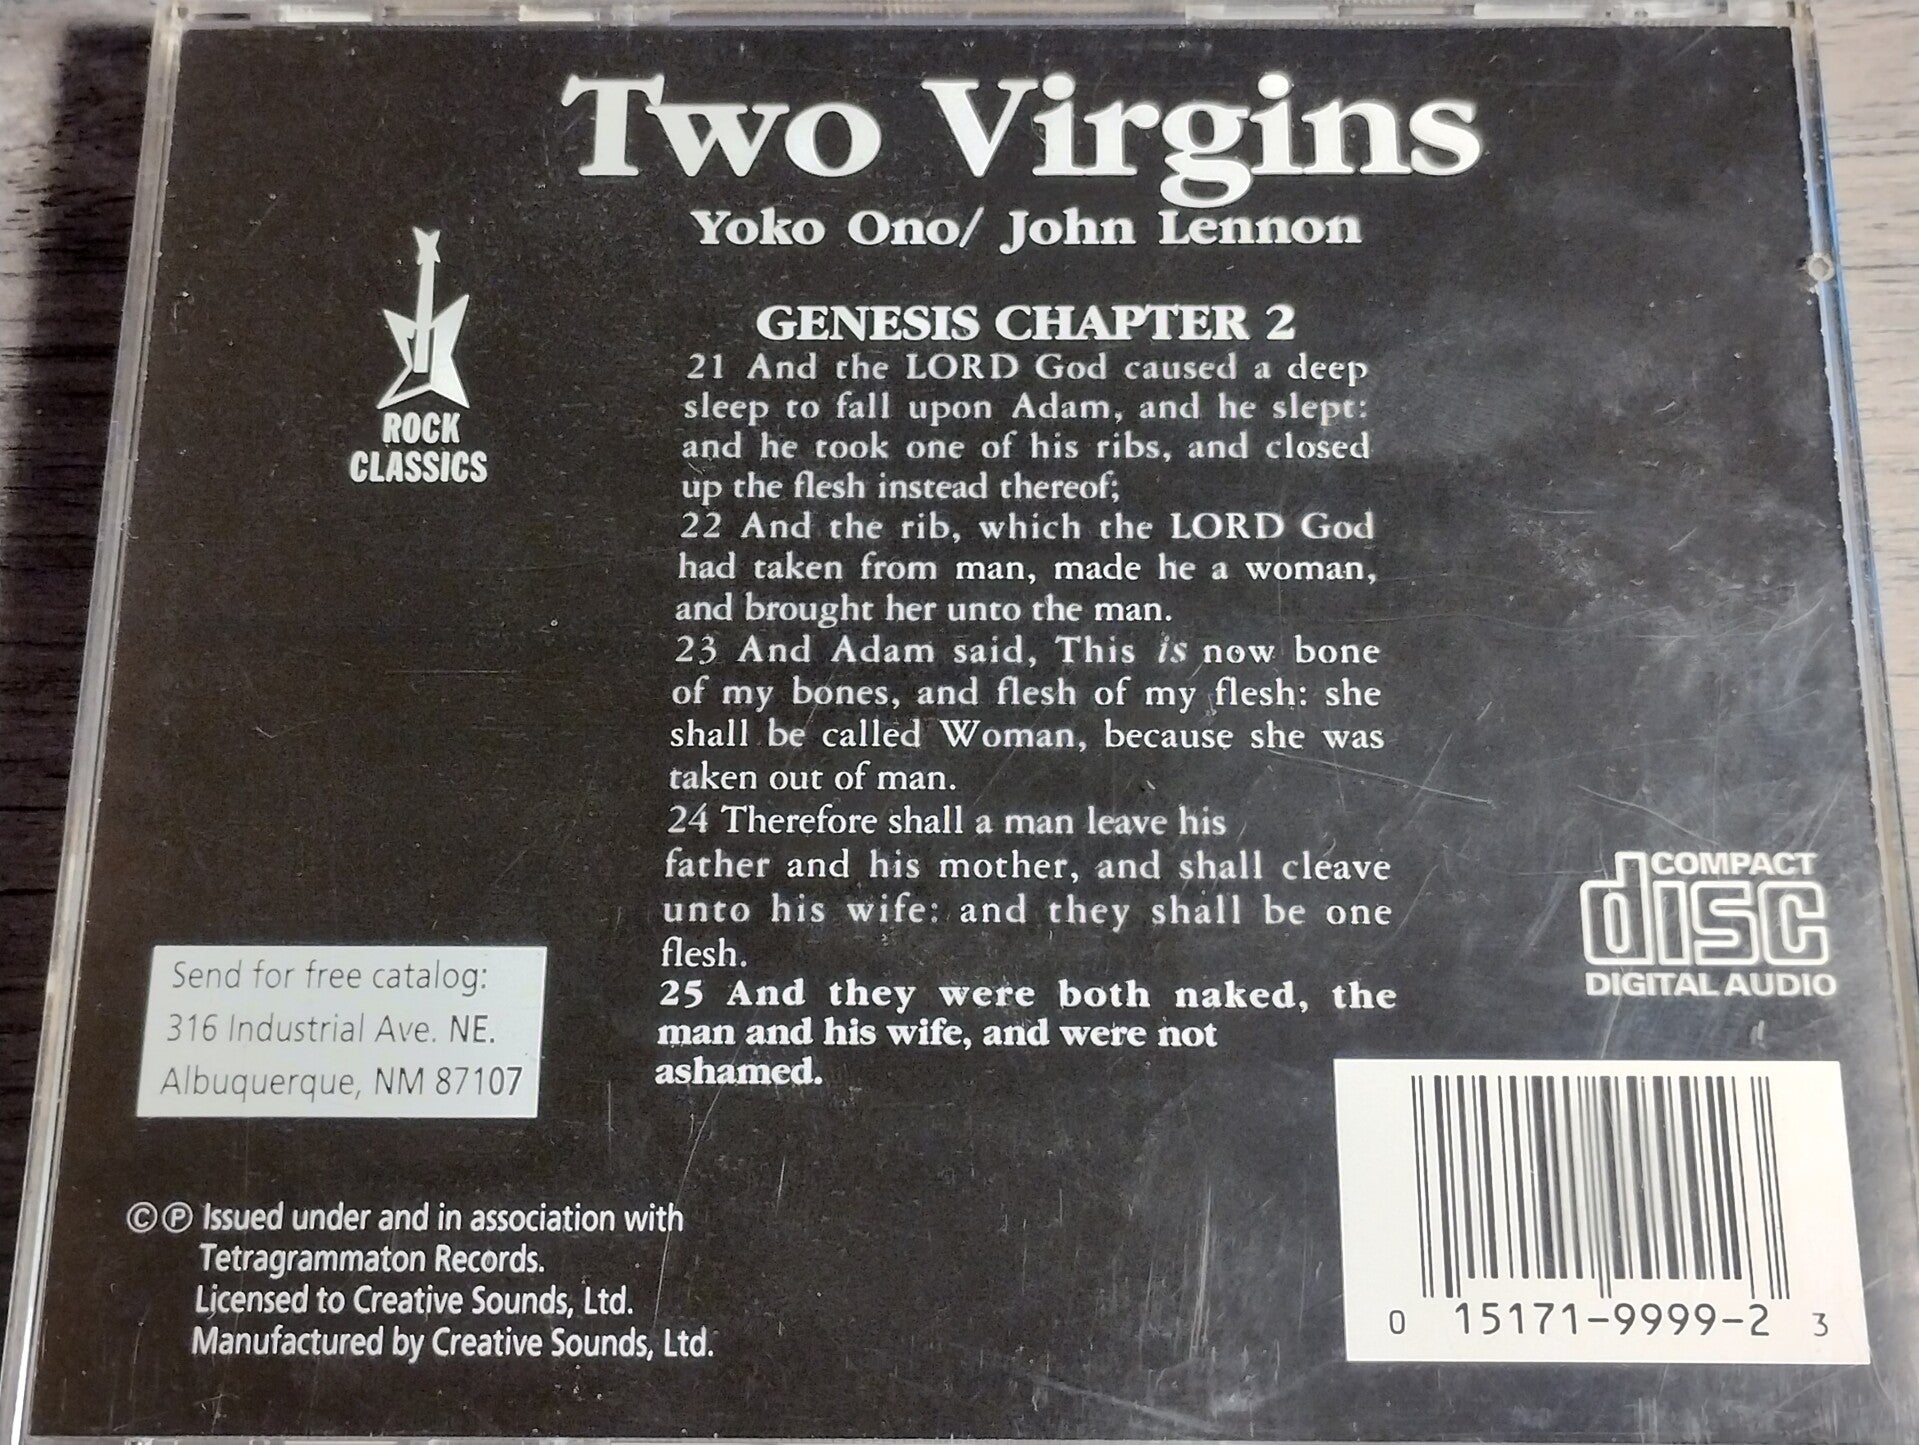 Two Virgins
Yoko Ono/ John Lennon
ROCK
CLASSICS
GENESIS CHAPTER 2
21 And the LORD God caused a deep
sleep to fall upon Adam, and he slept:
and he took one of his ribs, and closed
up the flesh instead thereof;
22 And the rib, which the LORD God
had taken from man, made he a woman,
and brought her unto the man.
23 And Adam said, This is now bone
of my bones, and flesh of my flesh: she
shall be called Woman, because she was
taken out of man.
24 Therefore shall a man leave his
father and his mother, and shall cleave
unto his wife: and they shall be one
flesh.
25 And they were both naked, the
man and his wife, and were not
ashamed.
Send for free catalog:
316 Industrial Ave. NE.
Albuquerque, NM 87107
COMPACT
disc
DIGITAL AUDIO
©℗ Issued under and in association with
Tetragrammaton Records.
Licensed to Creative Sounds, Ltd.
Manufactured by Creative Sounds, Ltd.
0 15171-9999-2 3